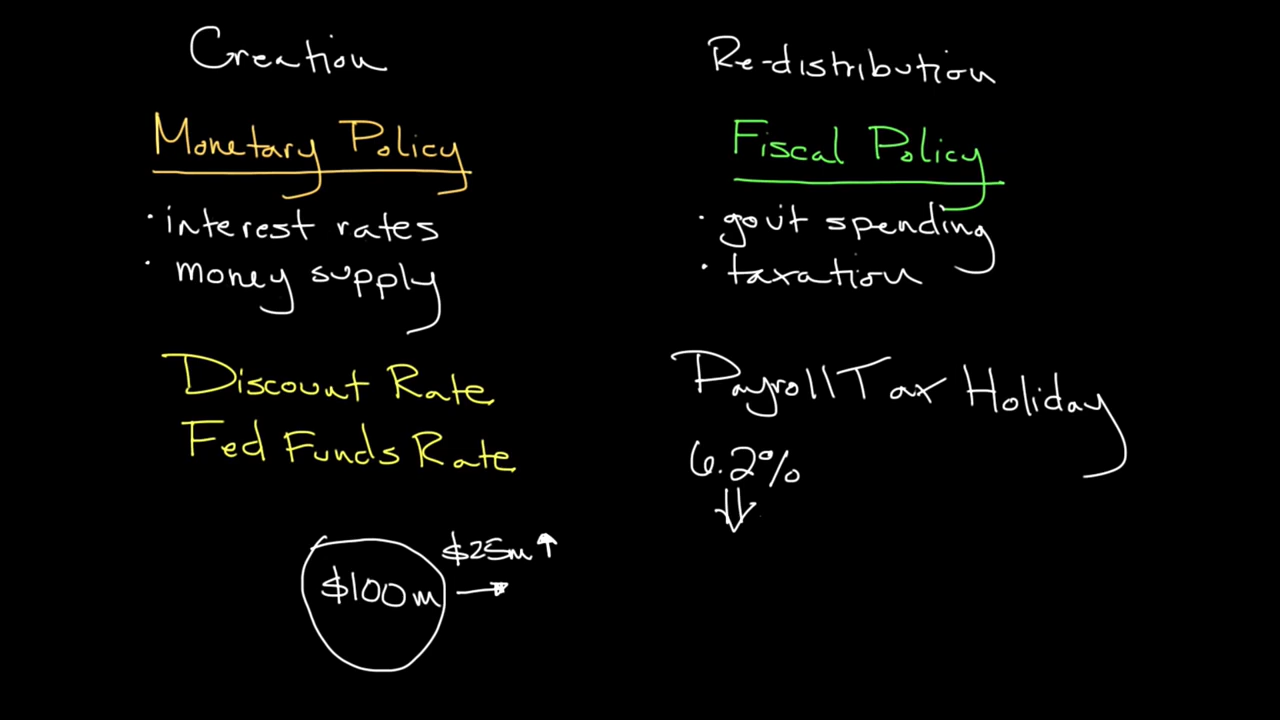 Creation
Monetary Policy
· interest rates
· money supply
Discount Rate
Fed Funds Rate
$100m
$25m ↑
→
Re-distribution
Fiscal Policy
· gov't spending
· taxation
Payroll Tax Holiday
6.2%
⇓